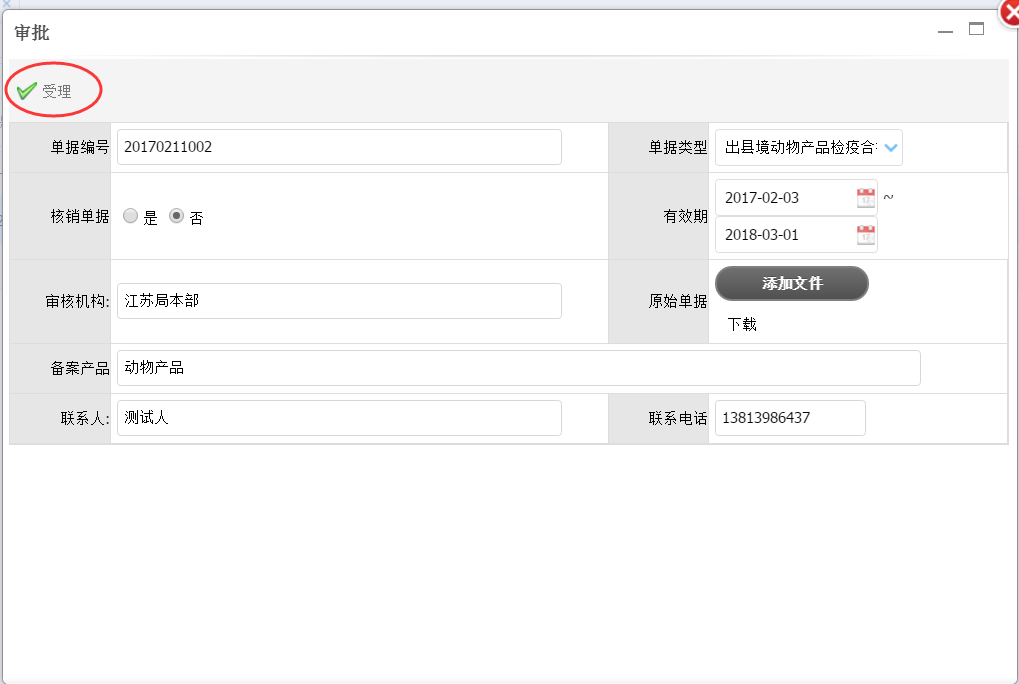 审批
受理
单据编号 20170211002 单据类型 出县境动物产品检疫合
核销单据 是 否 有效期 2017-02-03 ~
2018-03-01
审核机构: 江苏局本部 原始单据 添加文件
下载
备案产品 动物产品
联系人: 测试人 联系电话 13813986437